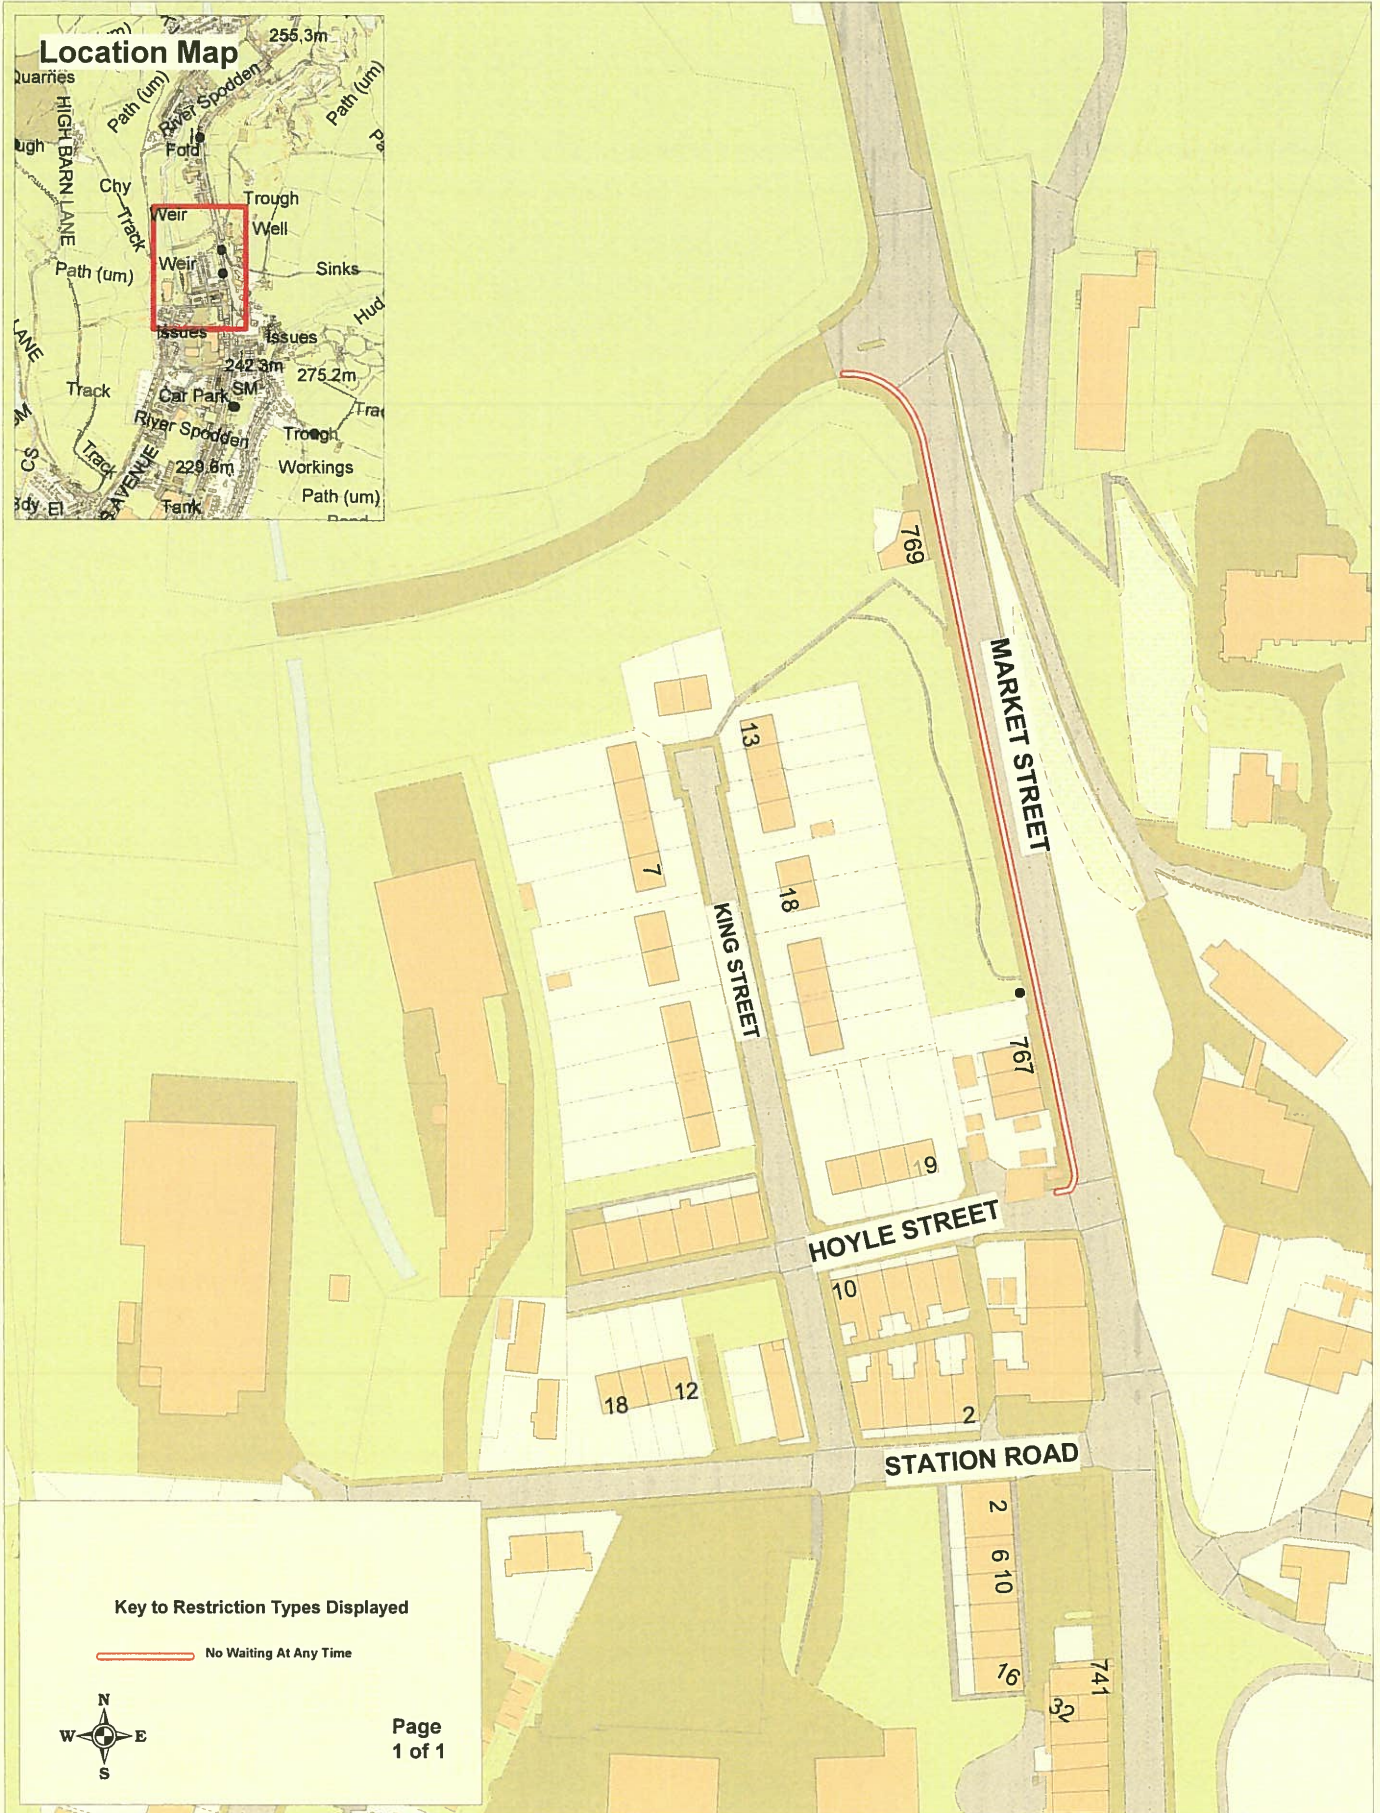 Location Map
255.3m
Quarries
Path (um)
River Spodden
Path (um)
HIGH BARN LANE
Fold
Chy
Track
Trough
Weir
Well
Weir
Path (um)
Sinks
Issues
Issues
LANE
242.3m
275.2m
Track
Car Park
SM
River Spodden
Trough
Track
229.6m
Workings
AVENUE
Path (um)
Bdy
El
Tank
769
MARKET STREET
13
7
18
KING STREET
767
19
HOYLE STREET
10
18
12
2
STATION ROAD
2
6
10
16
741
32
Key to Restriction Types Displayed
No Waiting At Any Time
N
W
E
S
Page
1 of 1